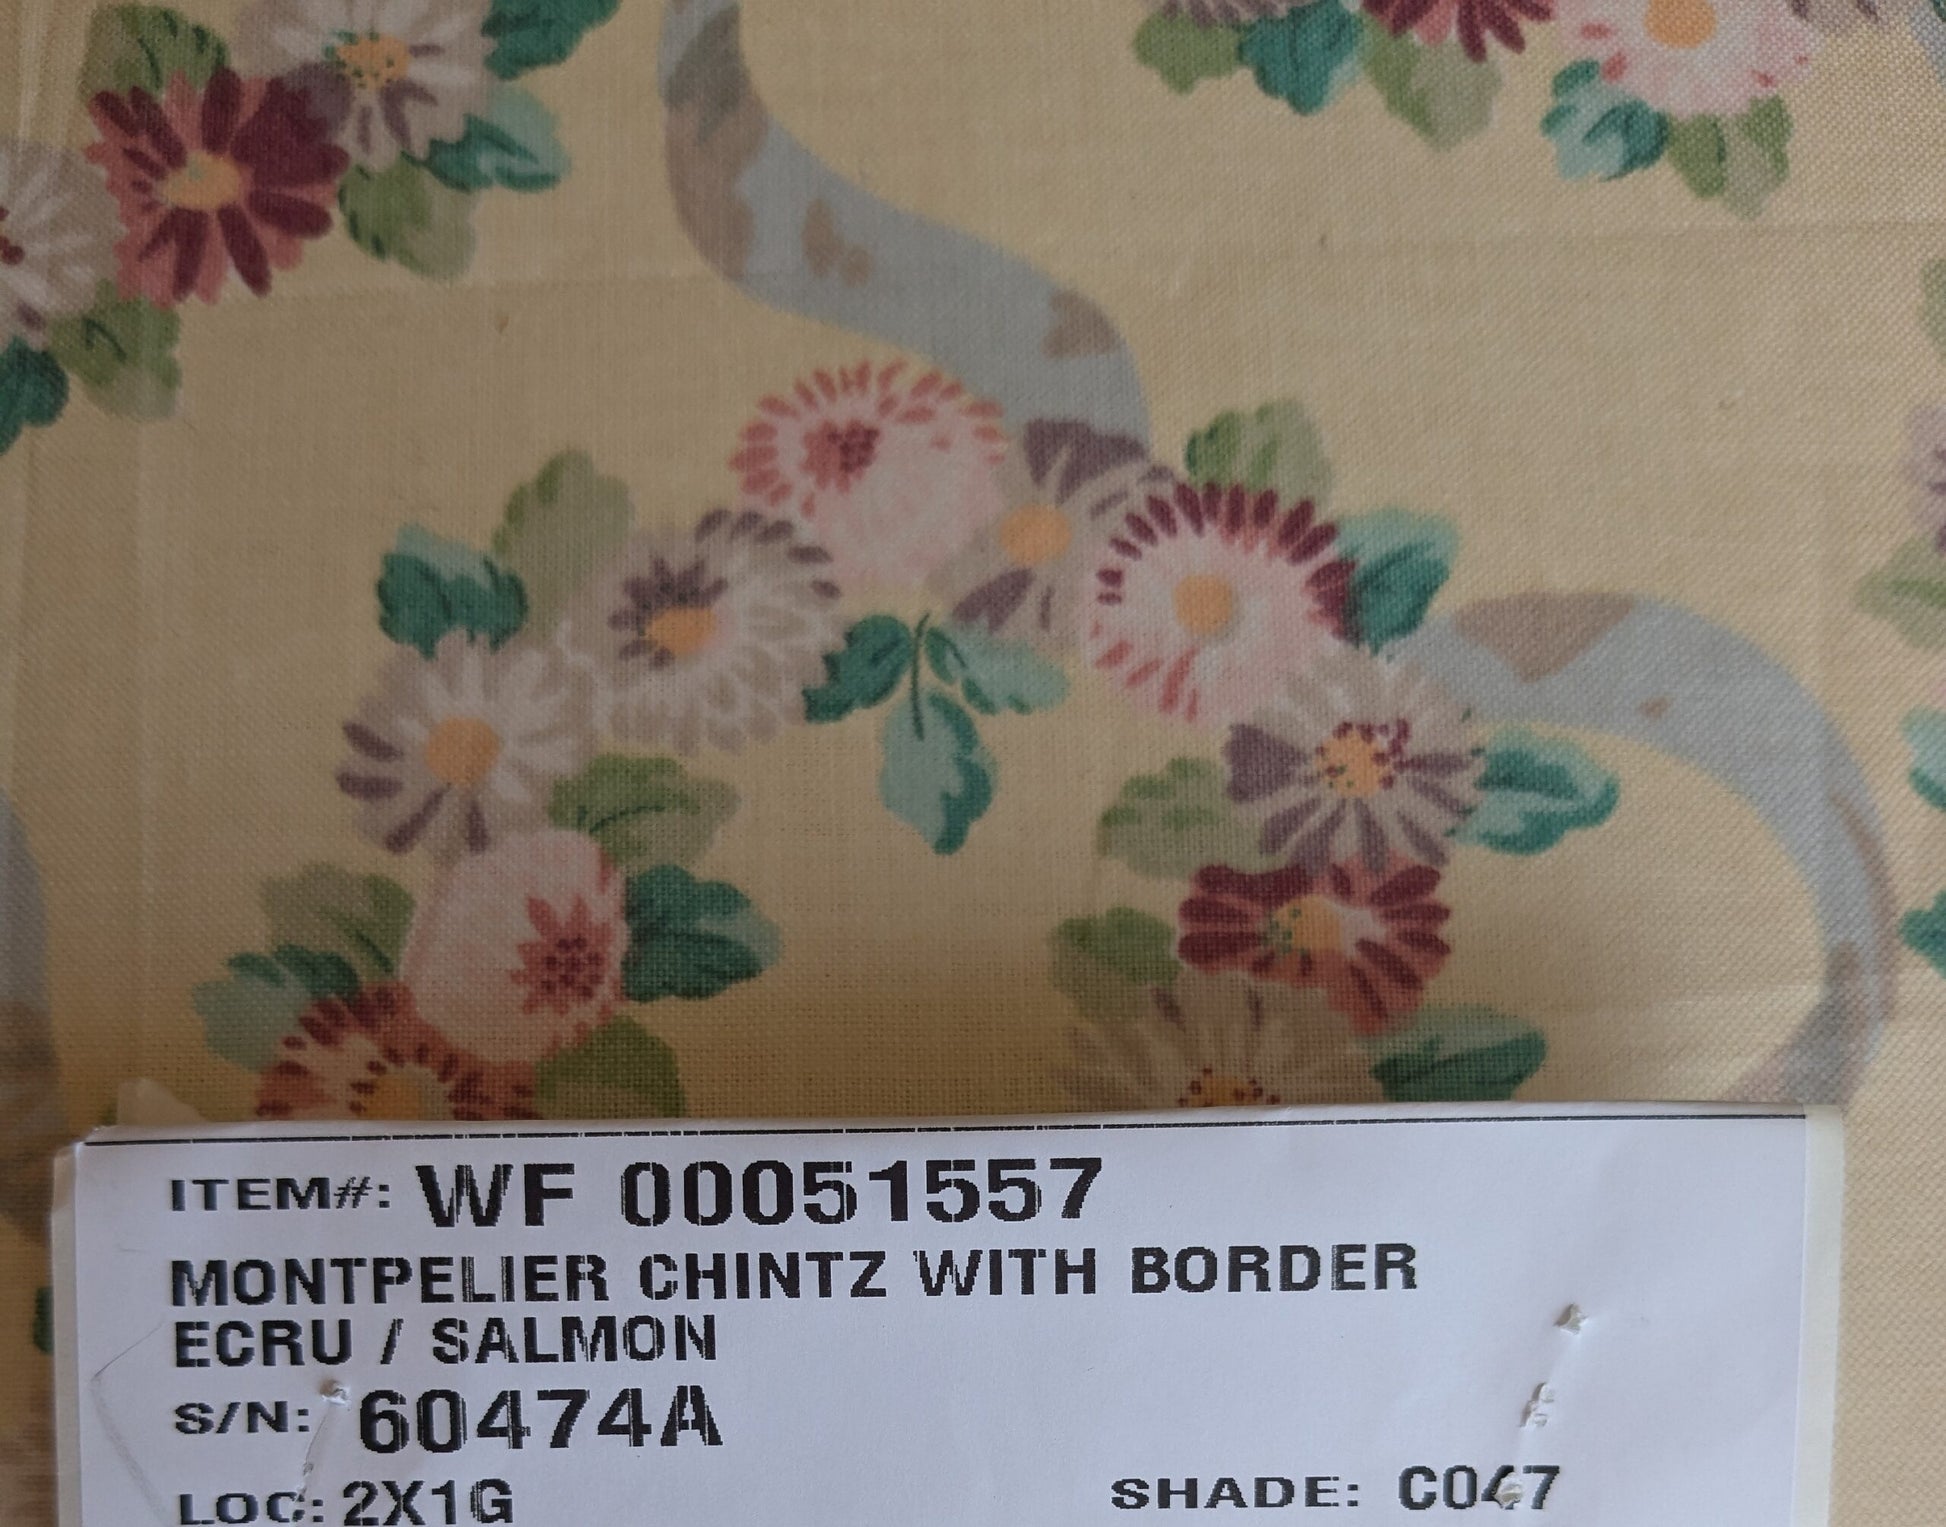 ITEM#: WF 00051557
MONTPELIER CHINTZ WITH BORDER
ECRU / SALMON
S/N: 60474A
LOC: 2X1G SHADE: C047